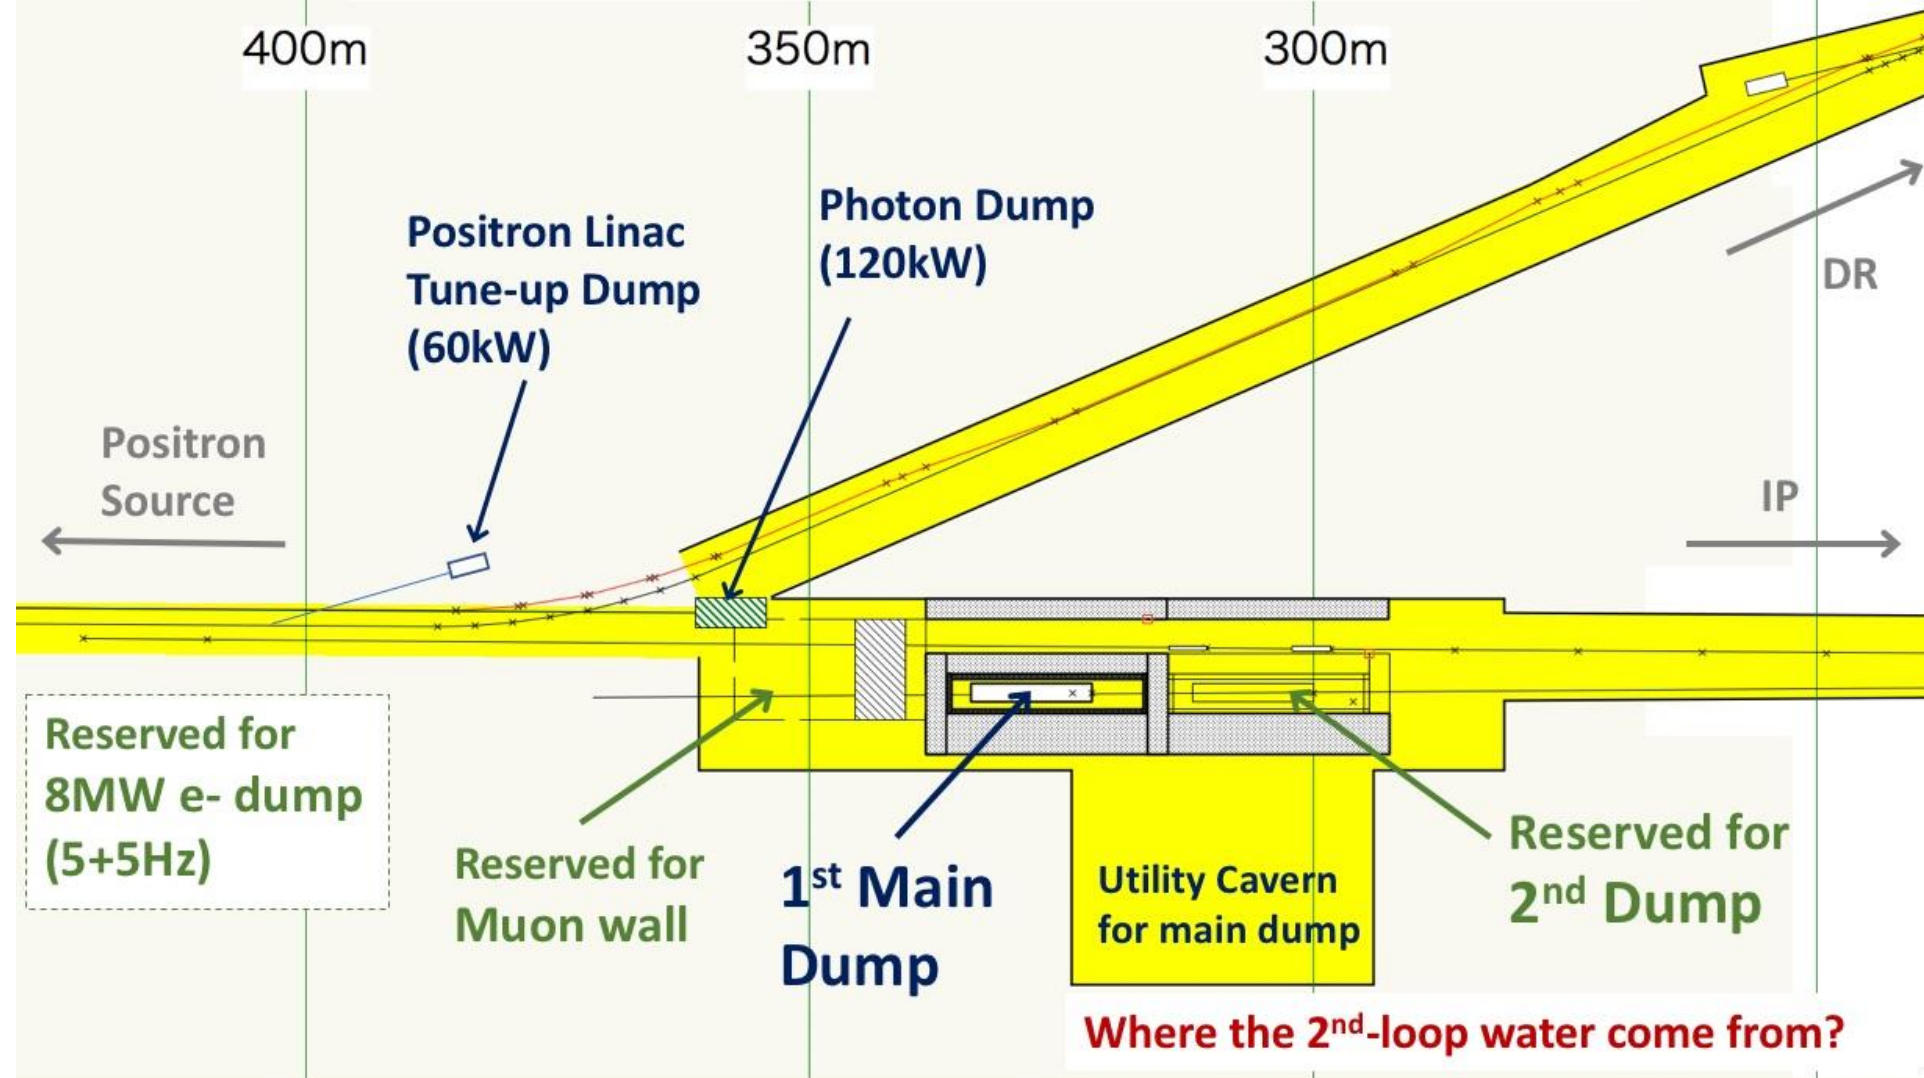 400m
350m
300m
Photon Dump
(120kW)
Positron Linac
Tune-up Dump
(60kW)
DR
Positron
Source
IP
Reserved for
8MW e- dump
(5+5Hz)
Reserved for
Muon wall
1st Main
Dump
Utility Cavern
for main dump
Reserved for
2nd Dump
Where the 2nd-loop water come from?